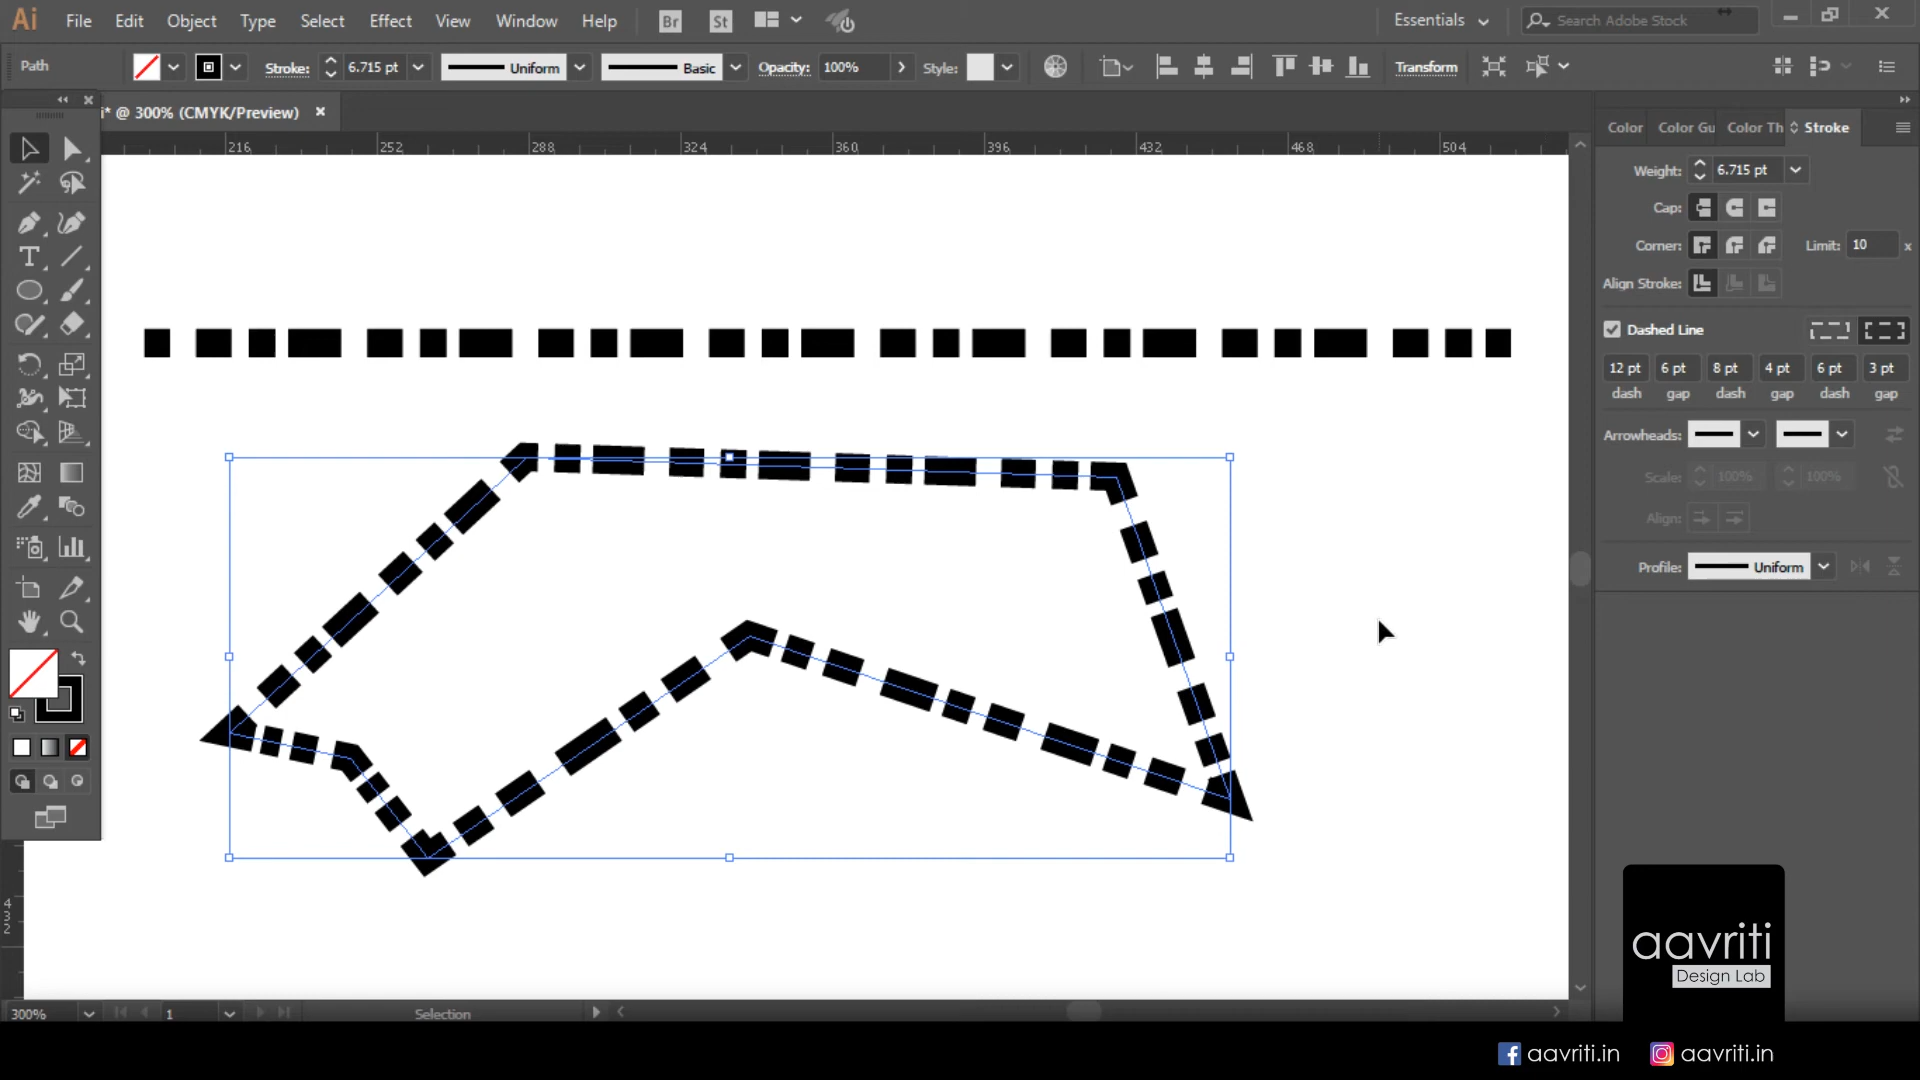 Ai File Edit Object Type Select Effect View Window Help Br St Essentials Search Adobe Stock
Path Stroke: 6.715 pt Uniform Basic Opacity: 100% Style: Transform
i* @ 300% (CMYK/Preview)
216 252 288 324 360 396 432 468 504
Color Color Gu Color Th Stroke
Weight: 6.715 pt
Cap:
Corner: Limit: 10 x
Align Stroke:
Dashed Line
12 pt 6 pt 8 pt 4 pt 6 pt 3 pt
dash gap dash gap dash gap
Arrowheads:
Scale: 100% 100%
Align:
Profile: Uniform
T
432
300% 1 Selection
aavriti
Design Lab
aavriti.in aavriti.in